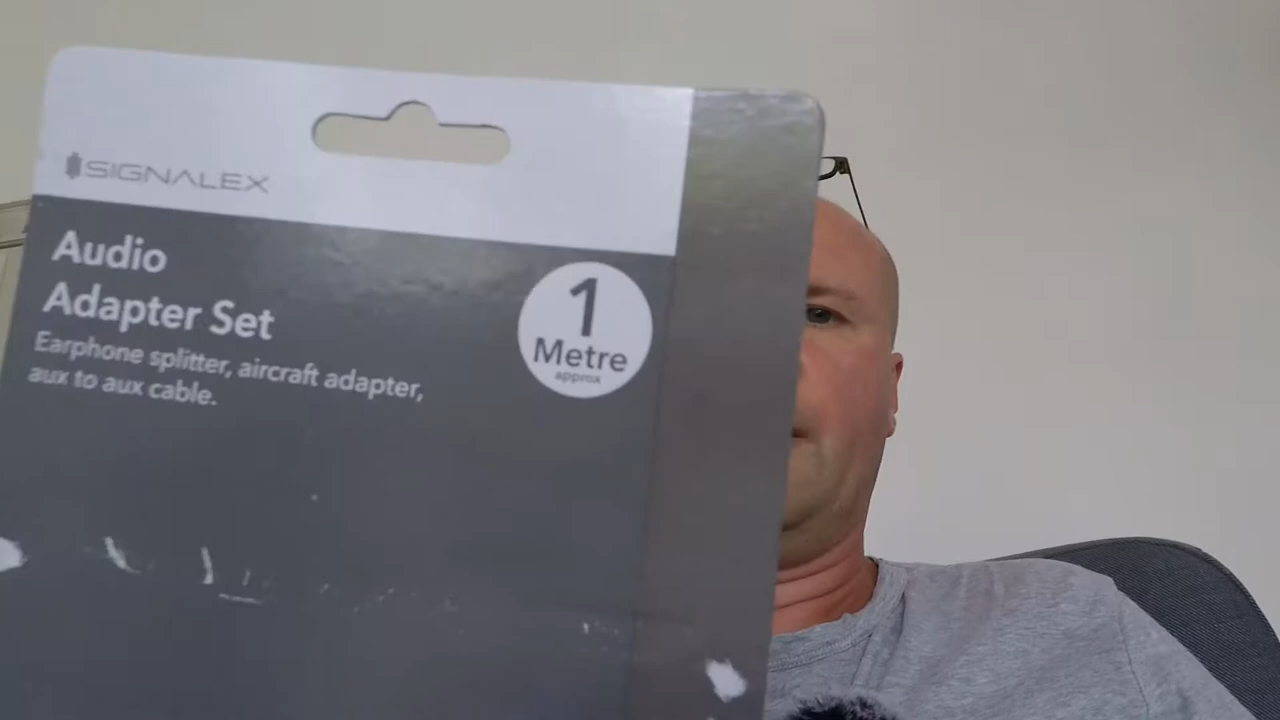 SIGNALEX
Audio
Adapter Set
Earphone splitter, aircraft adapter,
aux to aux cable.
1
Metre
approx